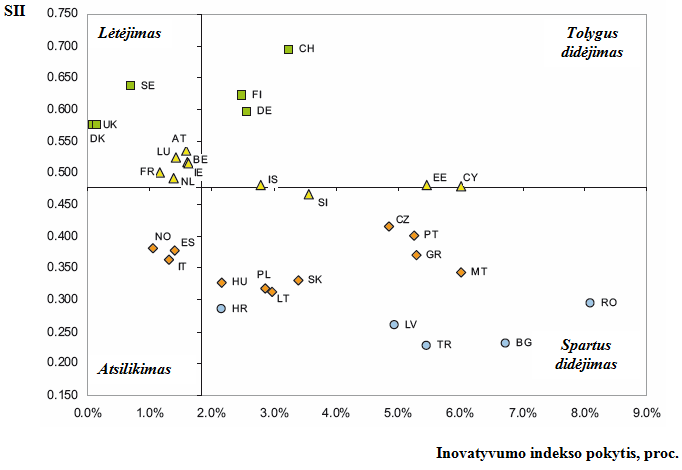 SII
Lėtėjimas
Tolygus
didėjimas
0.750
0.700
0.650
0.600
0.550
0.500
0.450
0.400
0.350
0.300
0.250
0.200
0.150
CH
SE
FI
DE
UK
DK
AT
LU
BE
IE
FR
NL
IS
SI
EE
CY
NO
ES
IT
CZ
PT
GR
MT
HU
PL
SK
LT
HR
RO
LV
TR
BG
Atsilikimas
Spartus
didėjimas
0.0% 1.0% 2.0% 3.0% 4.0% 5.0% 6.0% 7.0% 8.0% 9.0%
Inovatyvumo indekso pokytis, proc.